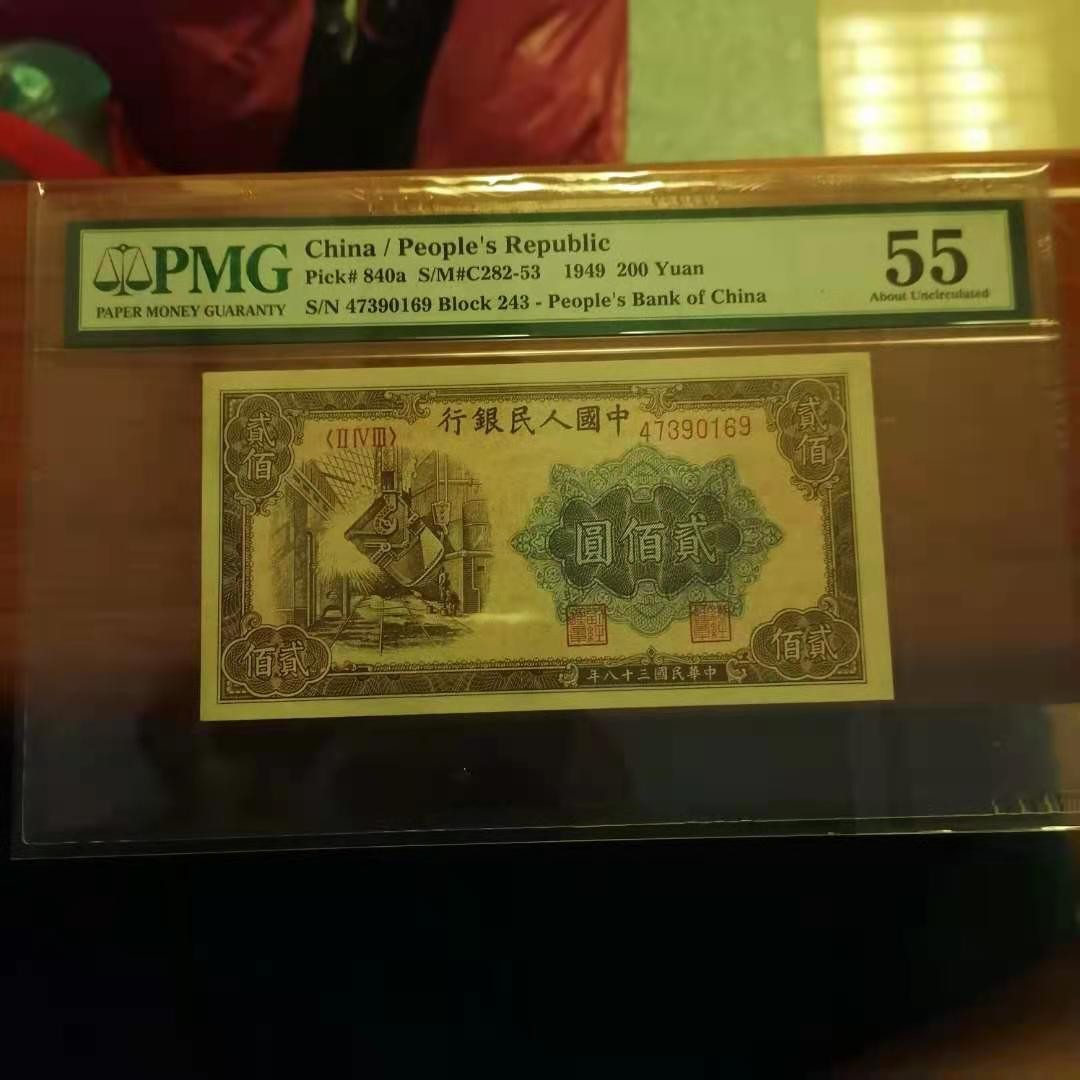 PMG
PAPER MONEY GUARANTY
China / People's Republic
Pick# 840a S/M#C282-53 1949 200 Yuan
S/N 47390169 Block 243 - People's Bank of China
55
About Uncirculated
行銀民人國中
〈II IV III〉
47390169
貳佰
貳佰
圓佰貳
佰貳
佰貳
年八十三國民華中